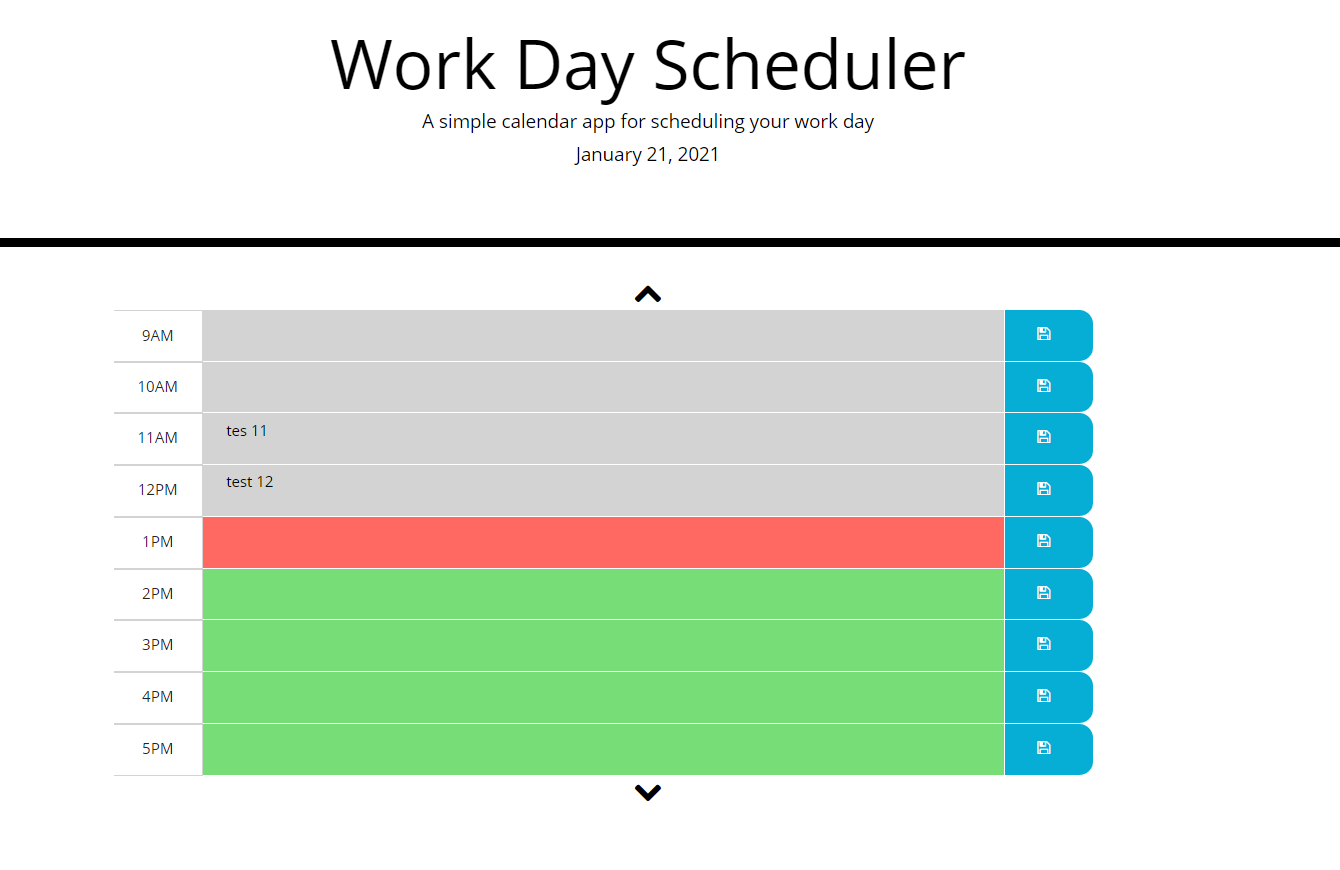 Work Day Scheduler
A simple calendar app for scheduling your work day
January 21, 2021
9AM
10AM
11AM tes 11
12PM test 12
1PM
2PM
3PM
4PM
5PM